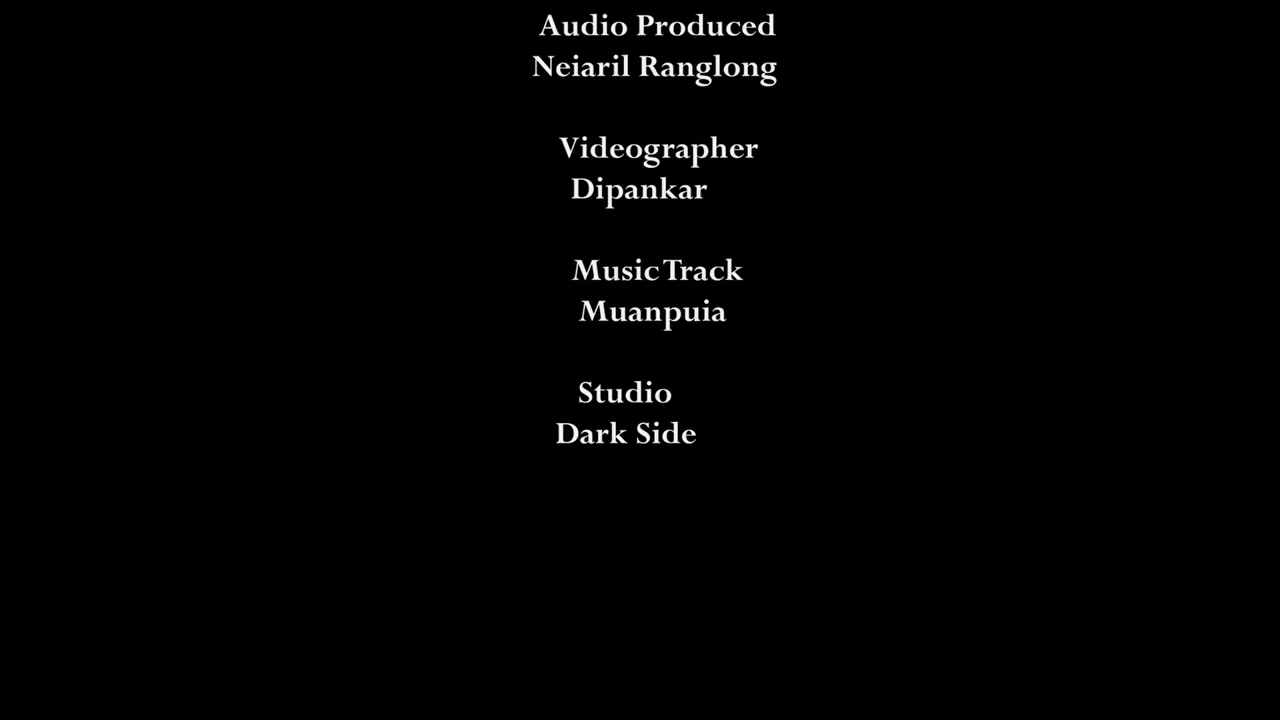 Audio Produced
Neiaril Ranglong
Videographer
Dipankar
Music Track
Muanpuia
Studio
Dark Side